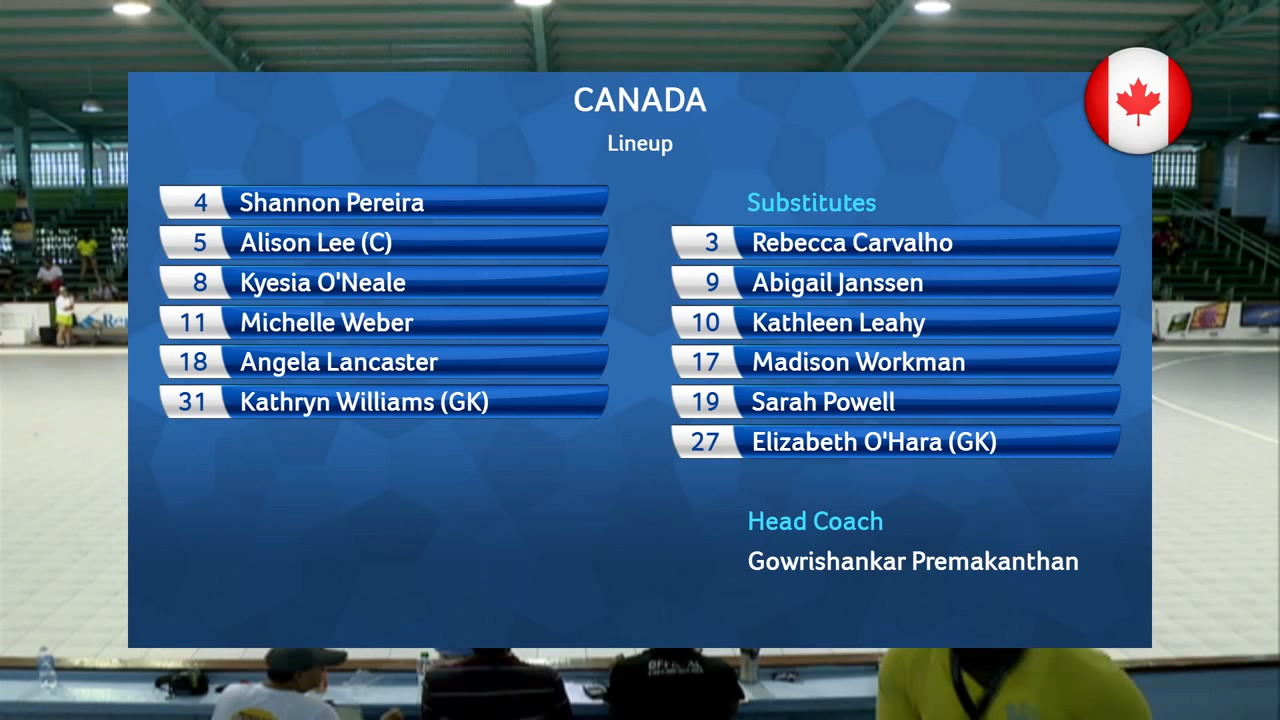 CANADA
Lineup
4 Shannon Pereira
5 Alison Lee (C)
8 Kyesia O'Neale
11 Michelle Weber
18 Angela Lancaster
31 Kathryn Williams (GK)
Substitutes
3 Rebecca Carvalho
9 Abigail Janssen
10 Kathleen Leahy
17 Madison Workman
19 Sarah Powell
27 Elizabeth O'Hara (GK)
Head Coach
Gowrishankar Premakanthan